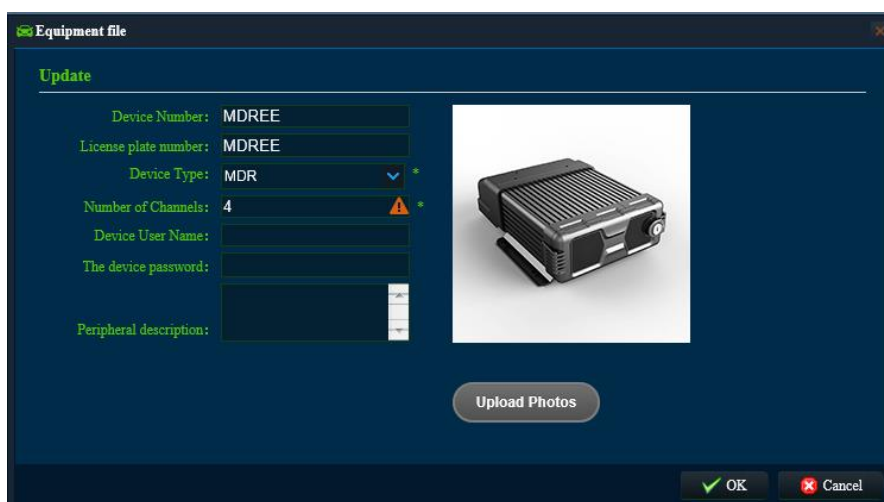 Equipment file
Update
Device Number: MDREE
License plate number: MDREE
Device Type: MDR *
Number of Channels: 4 *
Device User Name:
The device password:
Peripheral description:
Upload Photos
OK Cancel